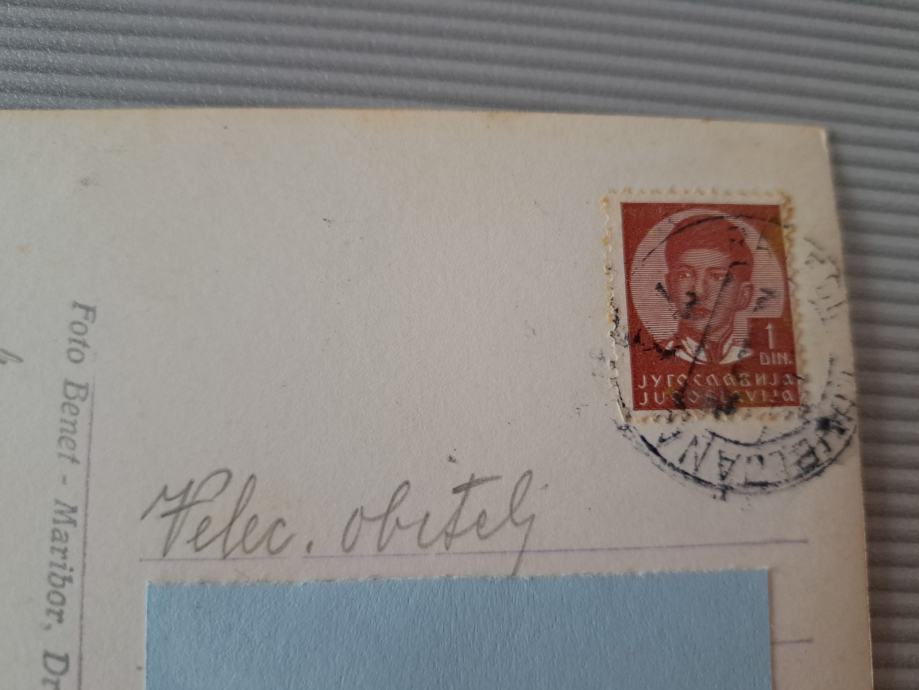 1
DIN.
ЈУГОСЛАВИЈА
JUGOSLAVIJA
Foto Benet - Maribor, Dr
Velec. obitelj